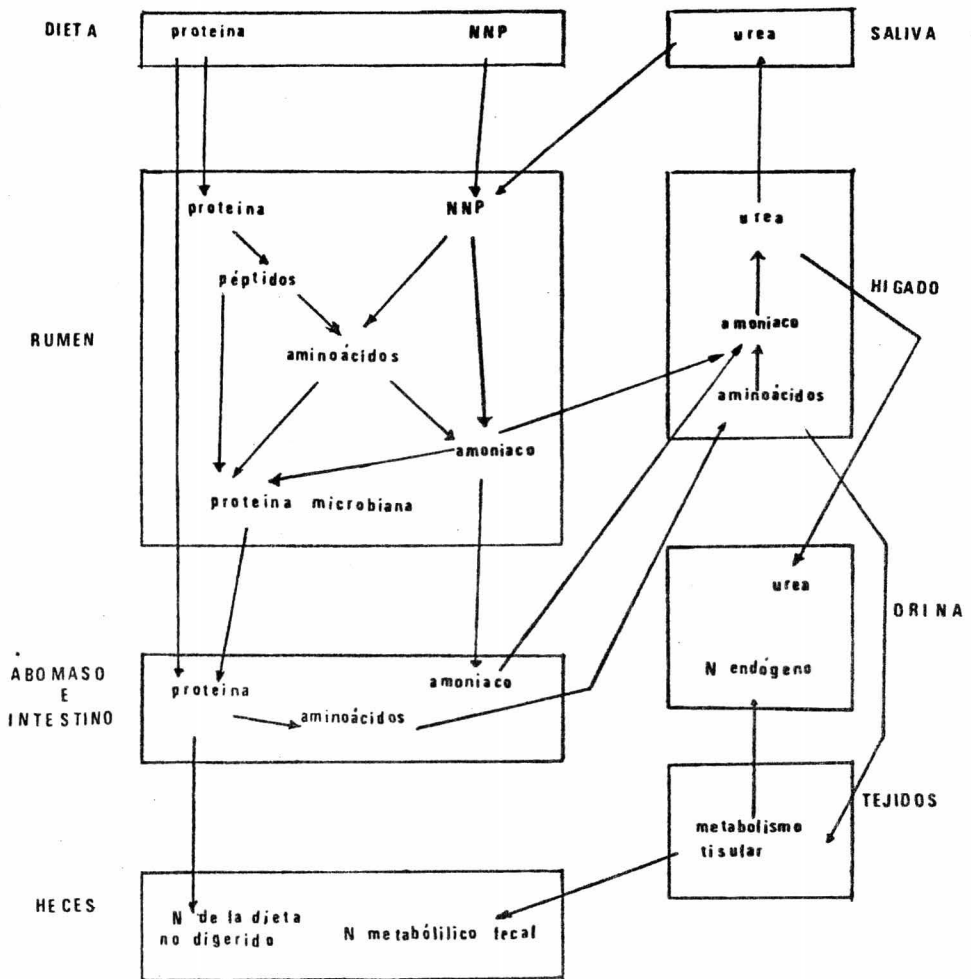 DIETA proteina NNP urea SALIVA
proteina NNP urea
péptidos HIGADO
RUMEN amoniaco
aminoácidos
aminoácidos
amoniaco
proteina microbiana
urea
ORINA
N endógeno
ÁBOMASO
E
INTESTINO
proteina amoniaco
aminoácidos
TEJIDOS
metabolismo
tisular
HECES
N de la dieta
no digerido
N metabólilico fecal